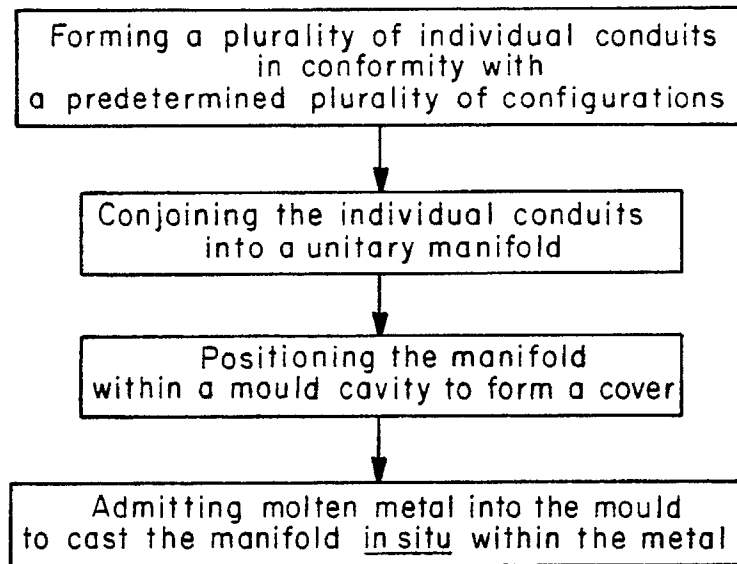 Forming a plurality of individual conduits
in conformity with
a predetermined plurality of configurations
Conjoining the individual conduits
into a unitary manifold
Positioning the manifold
within a mould cavity to form a cover
Admitting molten metal into the mould
to cast the manifold in situ within the metal